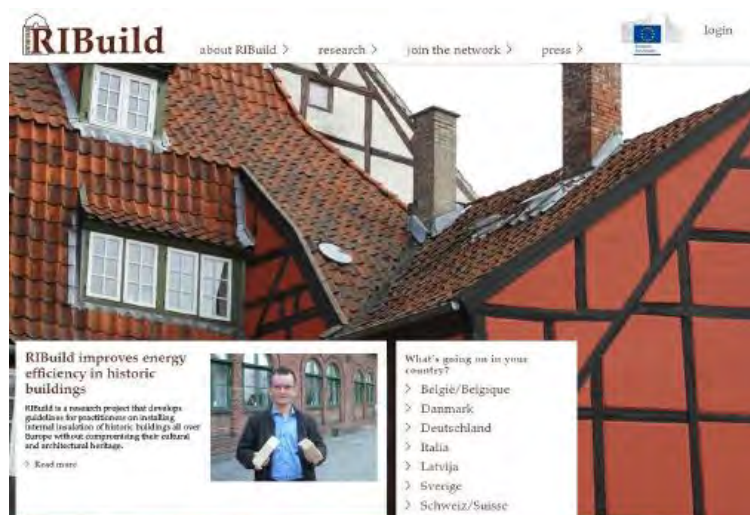 RIBuild
about RIBuild >
research >
join the network >
press >
login
RIBuild improves energy
efficiency in historic
buildings
RIBuild is a research project that develops
guidelines for practitioners on installing
internal insulation of historic buildings all over
Europe without compromising their cultural
and architectural heritage.
> Read more
What's going on in your
country?
> België/Belgique
> Danmark
> Deutschland
> Italia
> Latvija
> Sverige
> Schweiz/Suisse